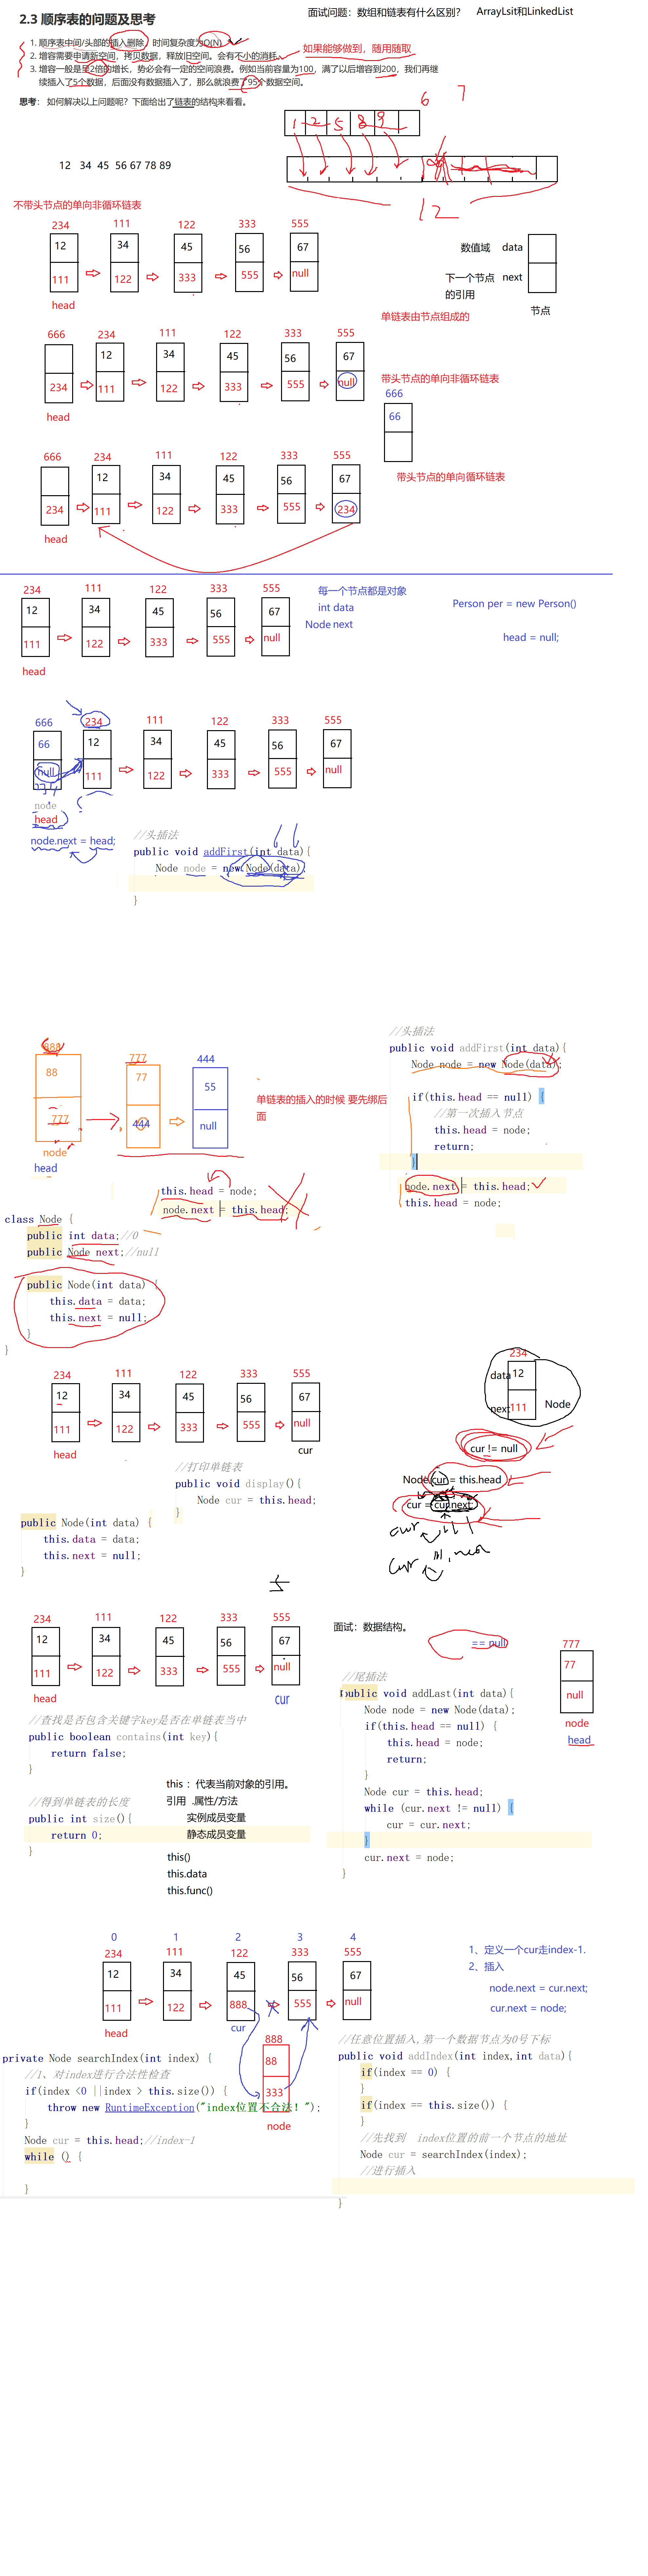 面试问题：数组和链表有什么区别？ ArrayLsit和LinkedList
2.3 顺序表的问题及思考
1. 顺序表中间/头部的插入删除，时间复杂度为O(N)
2. 增容需要申请新空间，拷贝数据，释放旧空间。会有不小的消耗。
如果能够做到，随用随取
3. 增容一般是呈2倍的增长，势必会有一定的空间浪费。例如当前容量为100，满了以后增容到200，我们再继
续插入了5个数据，后面没有数据插入了，那么就浪费了95个数据空间。
思考： 如何解决以上问题呢？下面给出了链表的结构来看看。
6 7
1 2 5 8 9
12
12 34 45 56 67 78 89
不带头节点的单向非循环链表
234 111 122 333 555
12 34 45 56 67
111 122 333 555 null
head
数值域 data
下一个节点 next
的引用
节点
单链表由节点组成的
666 234 111 122 333 555
12 34 45 56 67
234 111 122 333 555 null
head
带头节点的单向非循环链表
666
66
带头节点的单向循环链表
666 234 111 122 333 555
12 34 45 56 67
234 111 122 333 555 234
head
234 111 122 333 555
12 34 45 56 67
111 122 333 555 null
head
每一个节点都是对象
int data
Node next
Person per = new Person()
head = null;
666 234 111 122 333 555
66 12 34 45 56 67
null 111 122 333 555 null
234
node
head
node.next = head;
//头插法
public void addFirst(int data){
Node node = new Node(data);
}
888 777 444
88 77 55
777 444 null
node
head
单链表的插入的时候 要先绑后
面
this.head = node;
node.next = this.head;
//头插法
public void addFirst(int data){
Node node = new Node(data);
if(this.head == null) {
//第一次插入节点
this.head = node;
return;
}
node.next = this.head;
this.head = node;
class Node {
public int data;//0
public Node next;//null
public Node(int data) {
this.data = data;
this.next = null;
}
}
234 111 122 333 555
12 34 45 56 67
111 122 333 555 null
head
cur
234
data 12
next 111
Node
cur != null
Node cur = this.head
cur = cur.next;
//打印单链表
public void display(){
Node cur = this.head;
}
public Node(int data) {
this.data = data;
this.next = null;
}
234 111 122 333 555
12 34 45 56 67
111 122 333 555 null
head
cur
面试：数据结构。
== null
777
77
null
node
head
//查找是否包含关键字key是否在单链表当中
public boolean contains(int key){
return false;
}
//得到单链表的长度
public int size(){
return 0;
}
this ：代表当前对象的引用。
引用 .属性/方法
实例成员变量
静态成员变量
this()
this.data
this.func()
//尾插法
public void addLast(int data){
Node node = new Node(data);
if(this.head == null) {
this.head = node;
return;
}
Node cur = this.head;
while (cur.next != null) {
cur = cur.next;
}
cur.next = node;
}
0 1 2 3 4
234 111 122 333 555
12 34 45 56 67
111 122 888 555 null
head
cur
888
88
333
node
1、定义一个cur走index-1.
2、插入
node.next = cur.next;
cur.next = node;
private Node searchIndex(int index) {
//1、对index进行合法性检查
if(index <0 ||index > this.size()) {
throw new RuntimeException("index位置不合法！");
}
Node cur = this.head;//index-1
while () {
}
//任意位置插入,第一个数据节点为0号下标
public void addIndex(int index,int data){
if(index == 0) {
}
if(index == this.size()) {
}
//先找到 index位置的前一个节点的地址
Node cur = searchIndex(index);
//进行插入
}